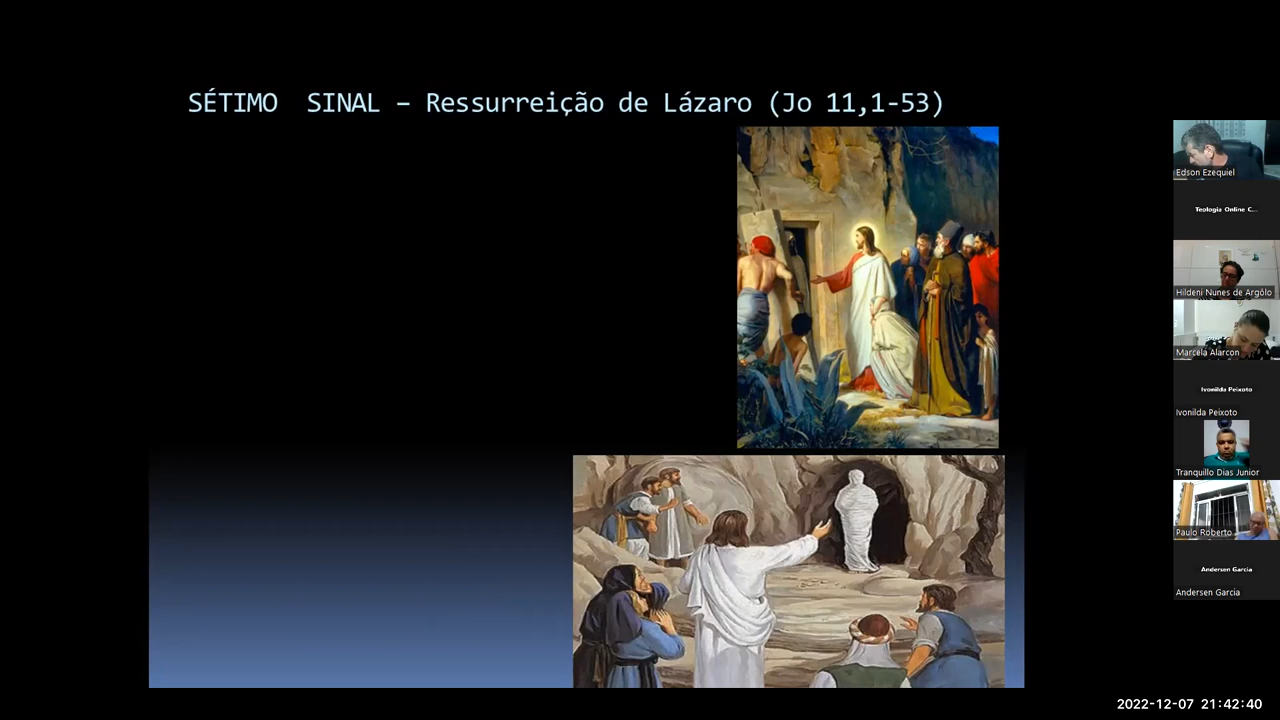 SÉTIMO SINAL – Ressurreição de Lázaro (Jo 11,1-53)
Edson Ezequiel
Teologia Online C...
Hildeni Nunes de Argôlo
Marcela Alarcon
Ivonilda Peixoto
Ivonilda Peixoto
Tranquillo Dias Junior
Paulo Roberto
Andersen Garcia
Andersen Garcia
2022-12-07 21:42:40